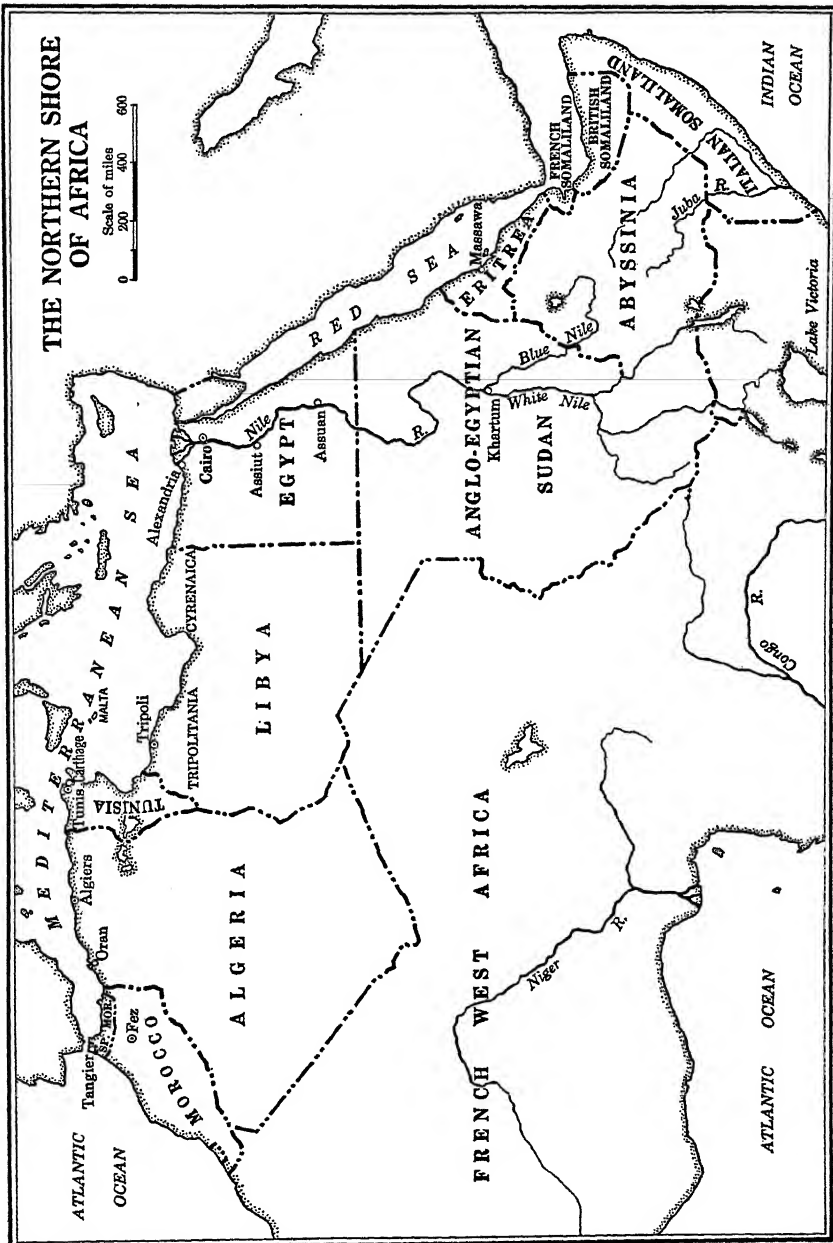 THE NORTHERN SHORE
OF AFRICA
Scale of miles
0 200 400 600
ATLANTIC
OCEAN
MEDITERRANEAN SEA
Tangier
SP. MOR.
Fez
MOROCCO
Oran
Algiers
ALGERIA
Tunis
Carthage
TUNISIA
MALTA
Tripoli
TRIPOLITANIA
CYRENAICA
LIBYA
Alexandria
Cairo
Nile
Assiut
EGYPT
Assuan
RED SEA
R.
Massawa
ERITREA
FRENCH
SOMALILAND
BRITISH
SOMALILAND
ITALIAN SOMALILAND
INDIAN
OCEAN
ANGLO-EGYPTIAN
Khartum
SUDAN
Blue Nile
White Nile
ABYSSINIA
Juba R.
Lake Victoria
Congo R.
FRENCH WEST AFRICA
Niger R.
ATLANTIC OCEAN